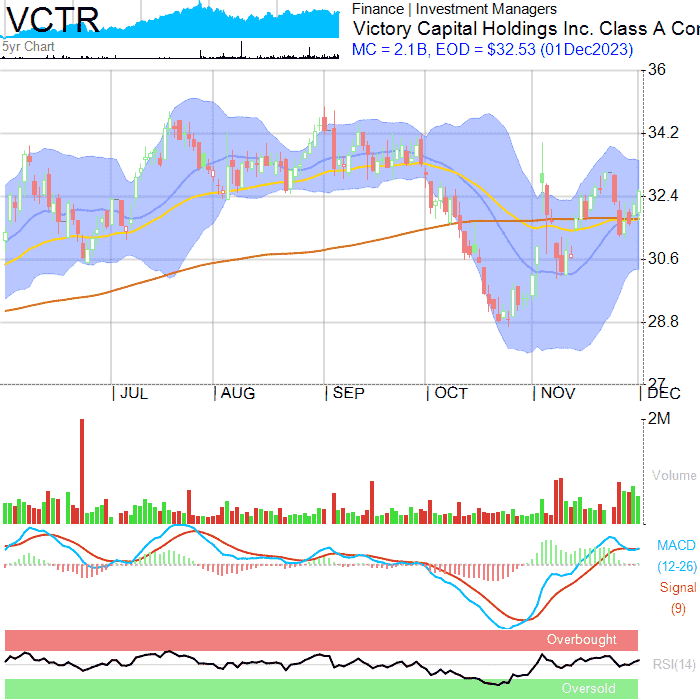 VCTR
5yr Chart
Finance | Investment Managers
Victory Capital Holdings Inc. Class A Cor
MC = 2.1B, EOD = $32.53 (01Dec2023)
36
34.2
32.4
30.6
28.8
27
JUL
AUG
SEP
OCT
NOV
DEC
2M
Volume
MACD
(12-26)
Signal
(9)
Overbought
RSI(14)
Oversold